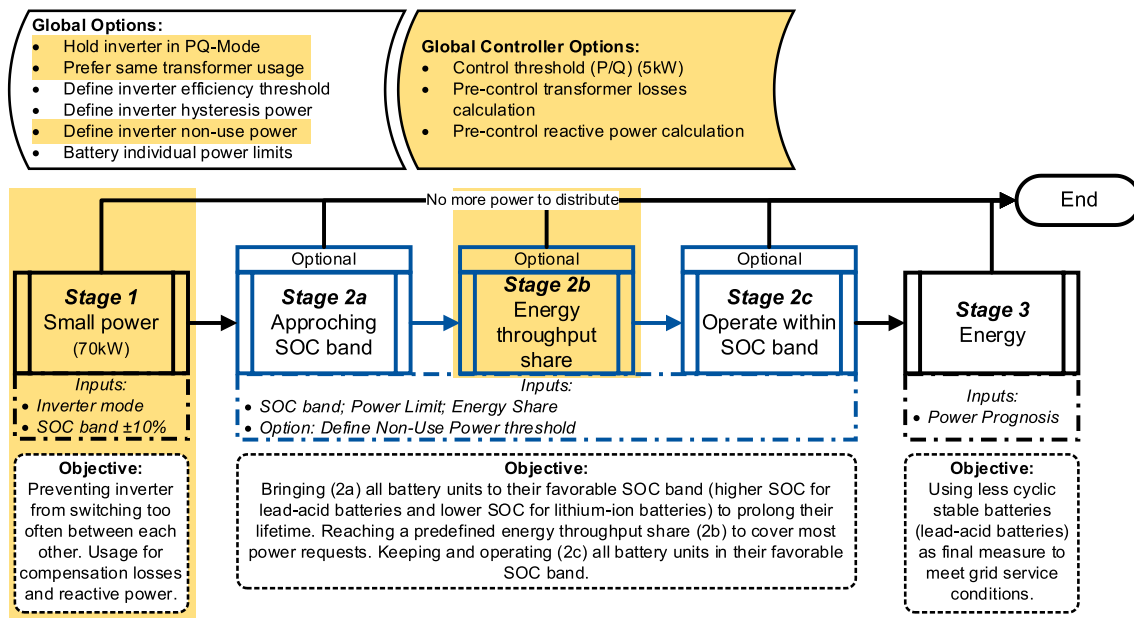 Global Options:
• Hold inverter in PQ-Mode
• Prefer same transformer usage
• Define inverter efficiency threshold
• Define inverter hysteresis power
• Define inverter non-use power
• Battery individual power limits
Global Controller Options:
• Control threshold (P/Q) (5kW)
• Pre-control transformer losses
calculation
• Pre-control reactive power calculation
No more power to distribute
End
Stage 1
Small power
(70kW)
Inputs:
• Inverter mode
• SOC band ±10%
Optional
Stage 2a
Approching
SOC band
Optional
Stage 2b
Energy
throughput
share
Optional
Stage 2c
Operate within
SOC band
Inputs:
• SOC band; Power Limit; Energy Share
• Option: Define Non-Use Power threshold
Stage 3
Energy
Inputs:
• Power Prognosis
Objective:
Preventing inverter
from switching too
often between each
other. Usage for
compensation losses
and reactive power.
Objective:
Bringing (2a) all battery units to their favorable SOC band (higher SOC for
lead-acid batteries and lower SOC for lithium-ion batteries) to prolong their
lifetime. Reaching a predefined energy throughput share (2b) to cover most
power requests. Keeping and operating (2c) all battery units in their favorable
SOC band.
Objective:
Using less cyclic
stable batteries
(lead-acid batteries)
as final measure to
meet grid service
conditions.